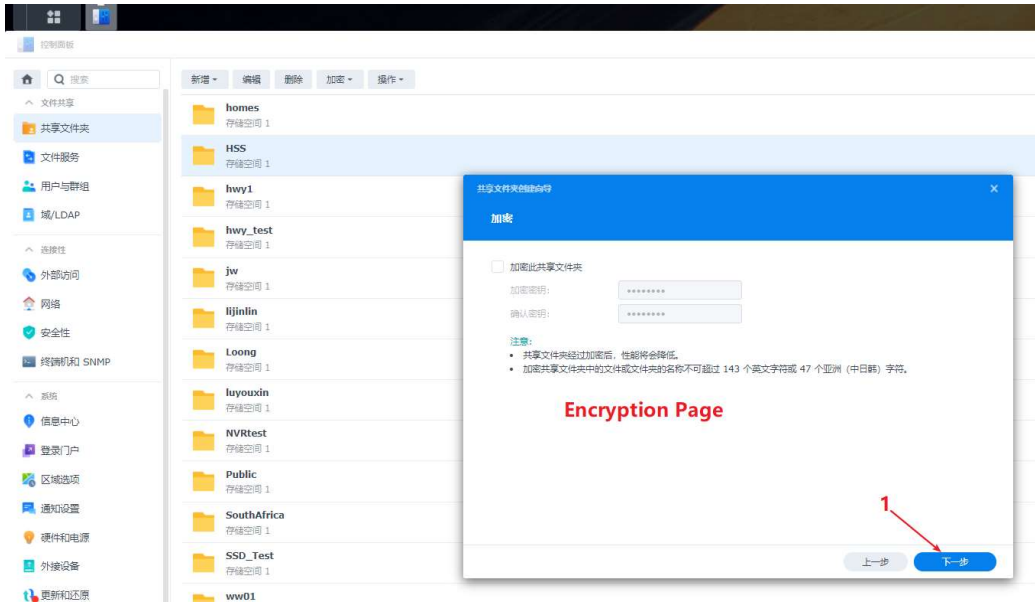 控制面板
搜索
文件共享
共享文件夹
文件服务
用户与群组
域/LDAP
连接性
外部访问
网络
安全性
终端机和 SNMP
系统
信息中心
登录门户
区域选项
通知设置
硬件和电源
外接设备
更新和还原
新增 编辑 删除 加密 操作
homes
存储空间 1
HSS
存储空间 1
hwy1
存储空间 1
hwy_test
存储空间 1
jw
存储空间 1
lijinlin
存储空间 1
Loong
存储空间 1
luyouxin
存储空间 1
NVRtest
存储空间 1
Public
存储空间 1
SouthAfrica
存储空间 1
SSD_Test
存储空间 1
ww01
共享文件夹创建向导
加密
加密此共享文件夹
加密密钥:
确认密钥:
注意:
• 共享文件夹经过加密后，性能将会降低。
• 加密共享文件夹中的文件或文件夹的名称不可超过 143 个英文字符或 47 个亚洲（中日韩）字符。
Encryption Page
1
上一步 下一步